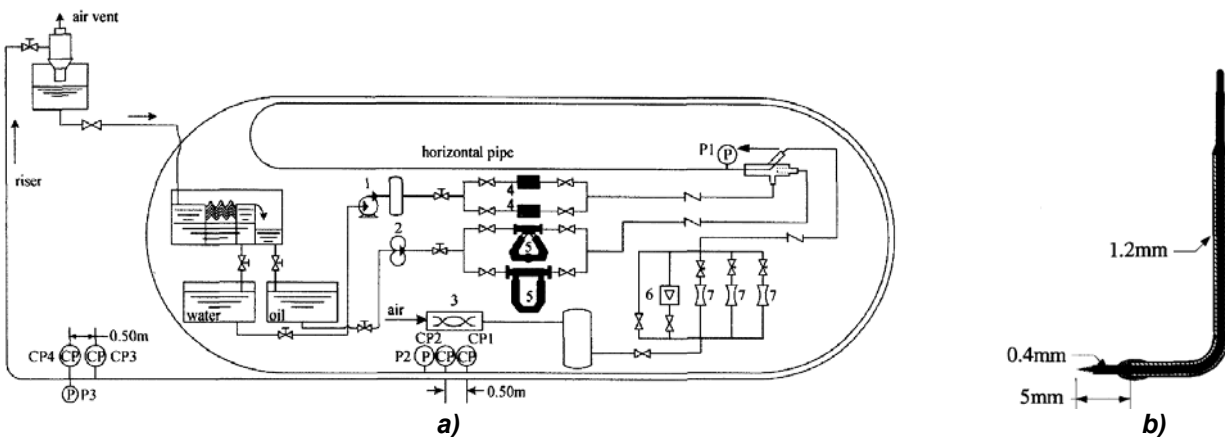 air vent
riser
horizontal pipe
P1 P
1
4
4
2
5
5
water
oil
air
3
6
7
7
7
0.50m
CP4 CP CP CP3
P P3
CP2
CP1
P2 P CP CP
0.50m
a)
1.2mm
0.4mm
5mm
b)